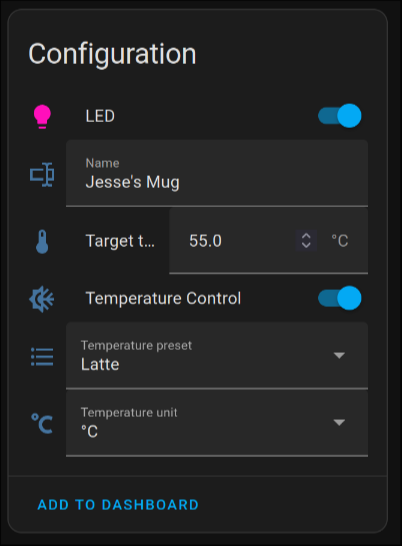 Configuration
LED
Name
Jesse's Mug
Target t...
55.0
°C
Temperature Control
Temperature preset
Latte
°C
Temperature unit
°C
ADD TO DASHBOARD